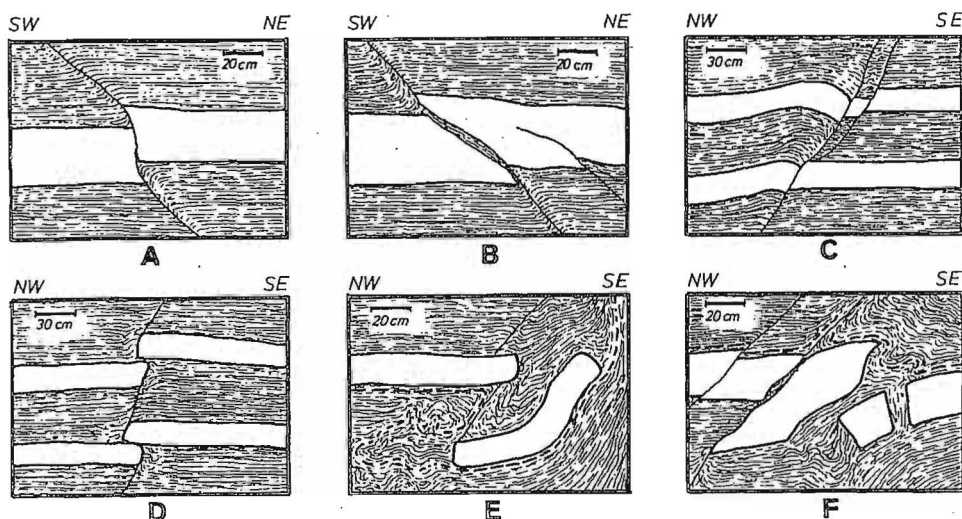 SW NE
20 cm
A
SW NE
20 cm
B
NW SE
30 cm
C
NW SE
30 cm
D
NW SE
20 cm
E
NW SE
20 cm
F